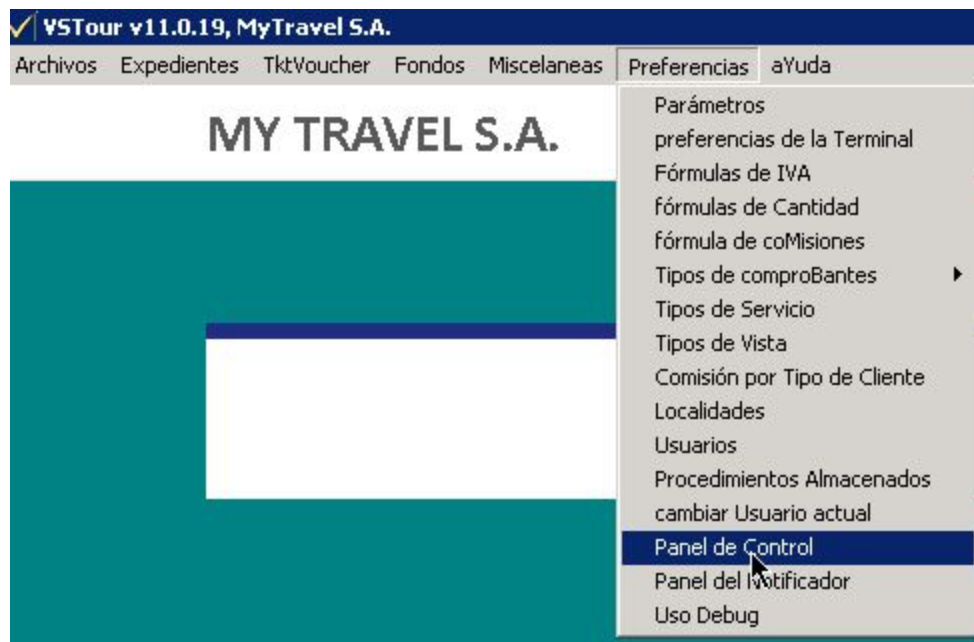 VSTour v11.0.19, MyTravel S.A.
Archivos Expedientes TktVoucher Fondos Miscelaneas Preferencias aYuda
MY TRAVEL S.A.
Parámetros
preferencias de la Terminal
Fórmulas de IVA
fórmulas de Cantidad
fórmula de coMisiones
Tipos de comproBantes
Tipos de Servicio
Tipos de Vista
Comisión por Tipo de Cliente
Localidades
Usuarios
Procedimientos Almacenados
cambiar Usuario actual
Panel de Control
Panel del Notificador
Uso Debug